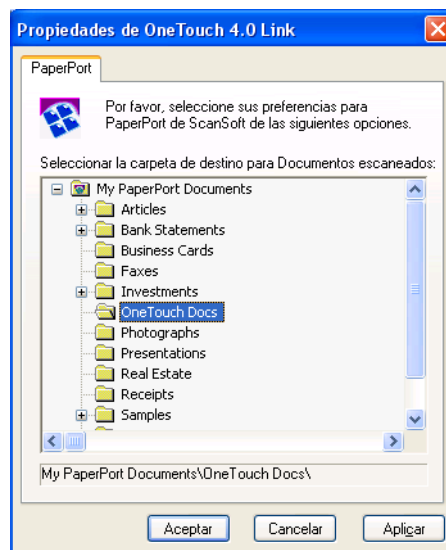 Propiedades de OneTouch 4.0 Link
PaperPort
Por favor, seleccione sus preferencias para
PaperPort de ScanSoft de las siguientes opciones.
Seleccionar la carpeta de destino para Documentos escaneados:
My PaperPort Documents
Articles
Bank Statements
Business Cards
Faxes
Investments
OneTouch Docs
Photographs
Presentations
Real Estate
Receipts
Samples
My PaperPort Documents\OneTouch Docs\
Aceptar
Cancelar
Aplicar